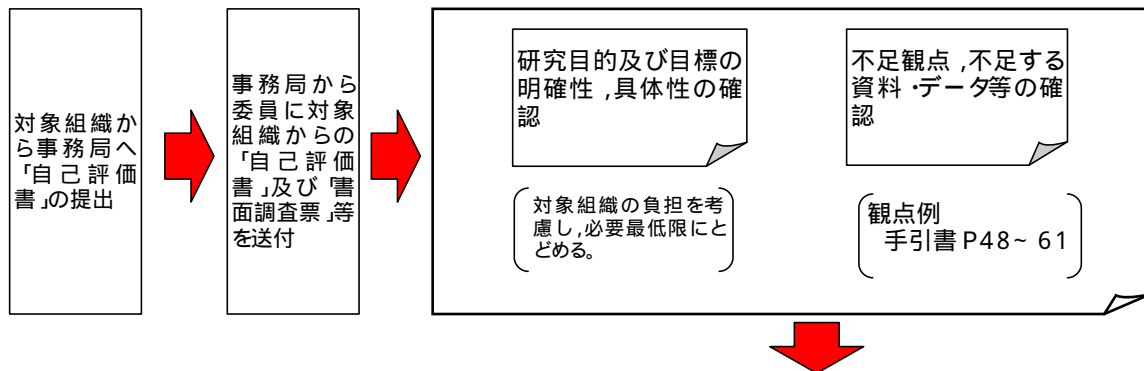 対象組織か
ら事務局へ
「自己評価
書」の提出
事務局から
委員に対象
組織からの
「自己評価
書」及び「書
面調査票」等
を送付
研究目的及び目標の
明確性,具体性の確
認
対象組織の負担を考
慮し,必要最低限にと
どめる。
不足観点,不足する
資料・データ等の確
認
観点例
手引書P48~61